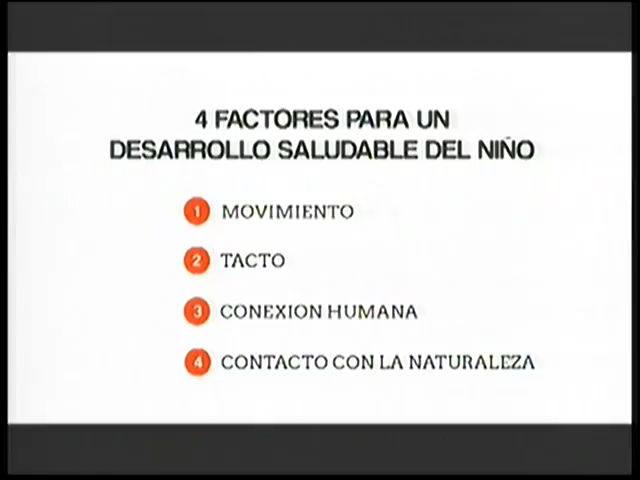 4 FACTORES PARA UN
DESARROLLO SALUDABLE DEL NIÑO
1 MOVIMIENTO
2 TACTO
3 CONEXION HUMANA
4 CONTACTO CON LA NATURALEZA